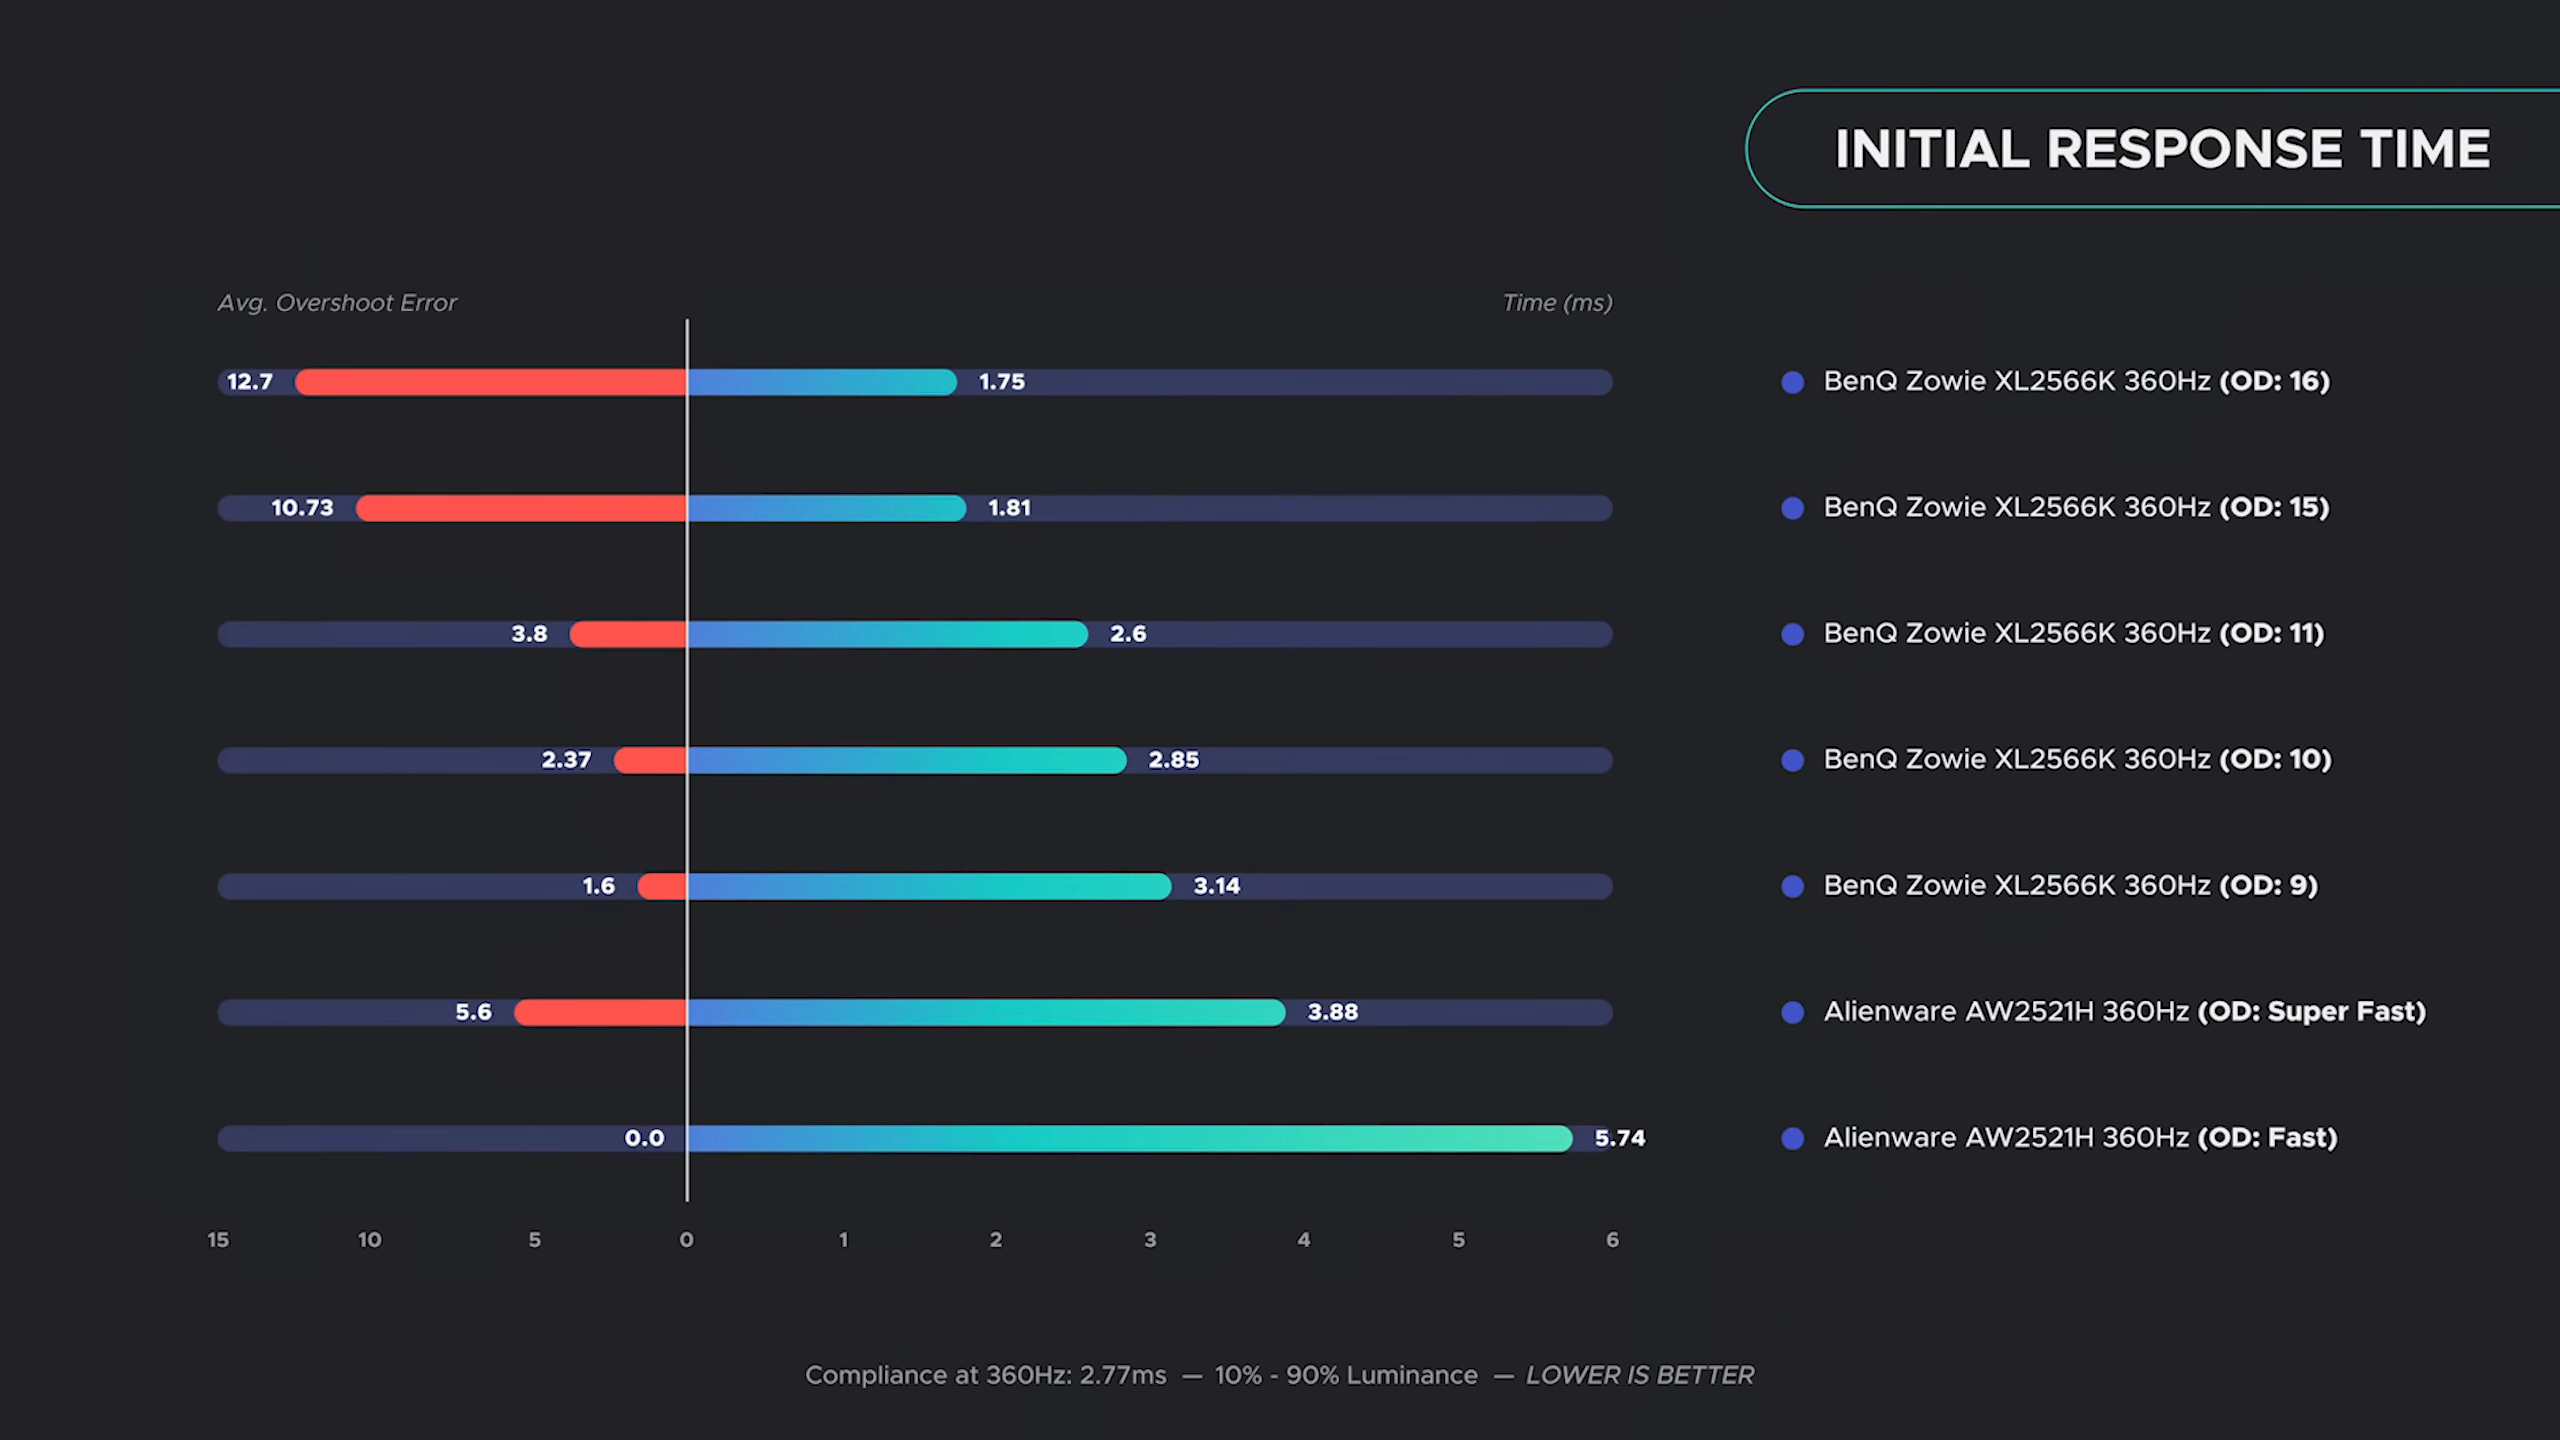 INITIAL RESPONSE TIME
Avg. Overshoot Error Time (ms)
12.7 1.75 BenQ Zowie XL2566K 360Hz (OD: 16)
10.73 1.81 BenQ Zowie XL2566K 360Hz (OD: 15)
3.8 2.6 BenQ Zowie XL2566K 360Hz (OD: 11)
2.37 2.85 BenQ Zowie XL2566K 360Hz (OD: 10)
1.6 3.14 BenQ Zowie XL2566K 360Hz (OD: 9)
5.6 3.88 Alienware AW2521H 360Hz (OD: Super Fast)
0.0 5.74 Alienware AW2521H 360Hz (OD: Fast)
15 10 5 0 1 2 3 4 5 6
Compliance at 360Hz: 2.77ms — 10% - 90% Luminance — LOWER IS BETTER